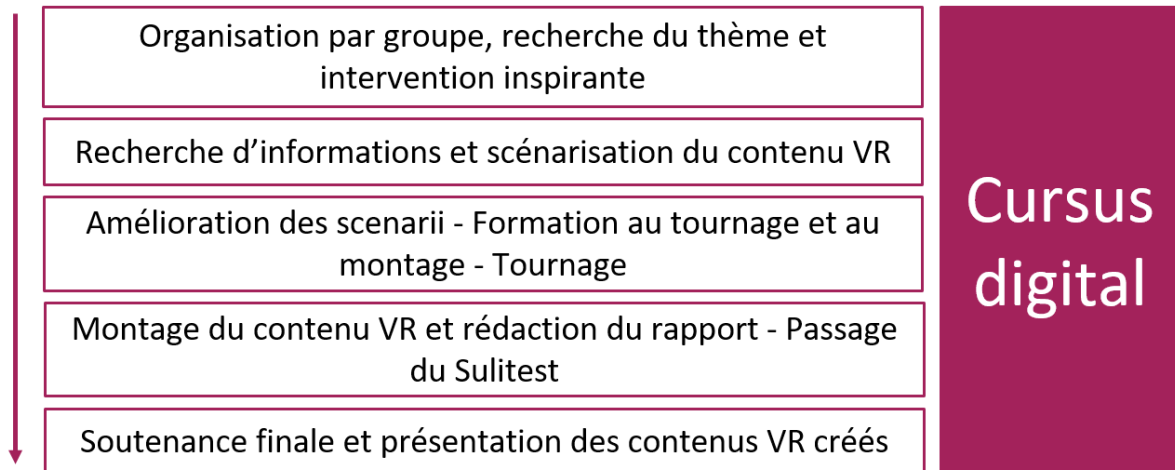 Organisation par groupe, recherche du thème et
intervention inspirante
Recherche d’informations et scénarisation du contenu VR
Amélioration des scenarii - Formation au tournage et au
montage - Tournage
Montage du contenu VR et rédaction du rapport - Passage
du Sulitest
Soutenance finale et présentation des contenus VR créés
Cursus
digital